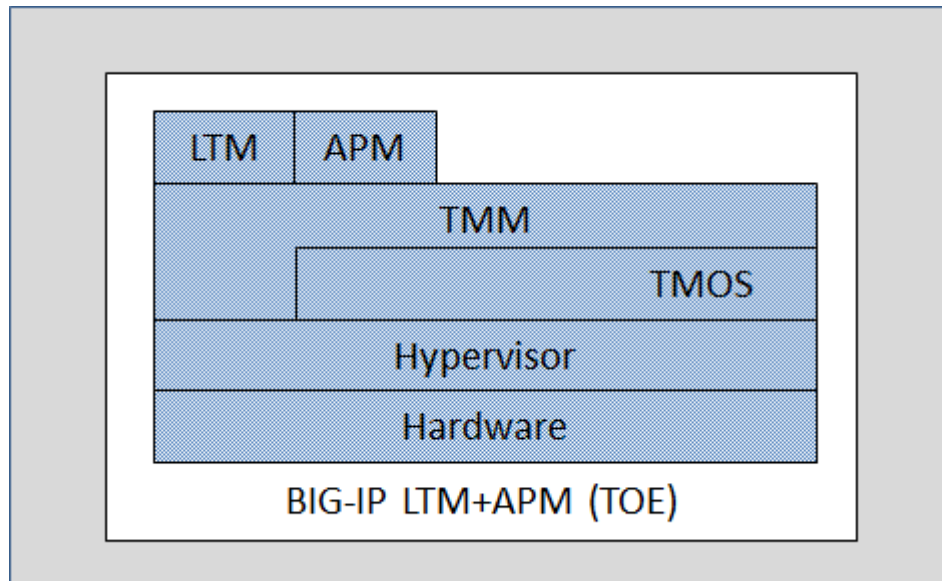 LTM APM
TMM
TMOS
Hypervisor
Hardware
BIG-IP LTM+APM (TOE)